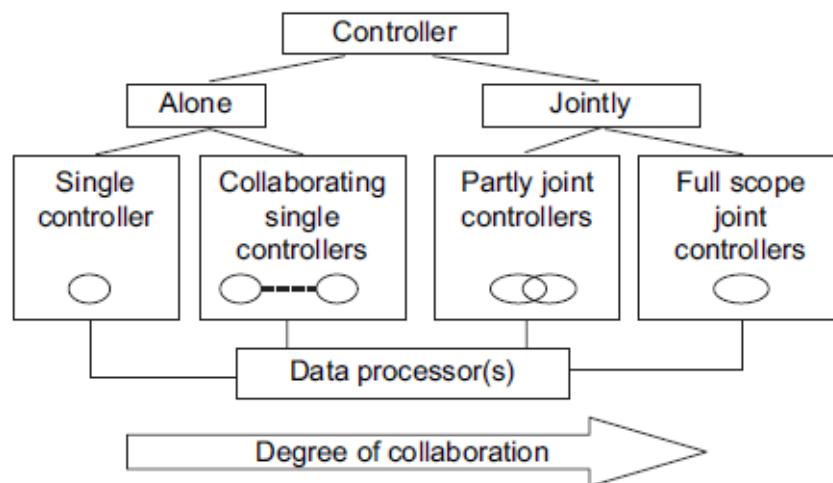 Controller
Alone
Jointly
Single
controller
Collaborating
single
controllers
Partly joint
controllers
Full scope
joint
controllers
Data processor(s)
Degree of collaboration